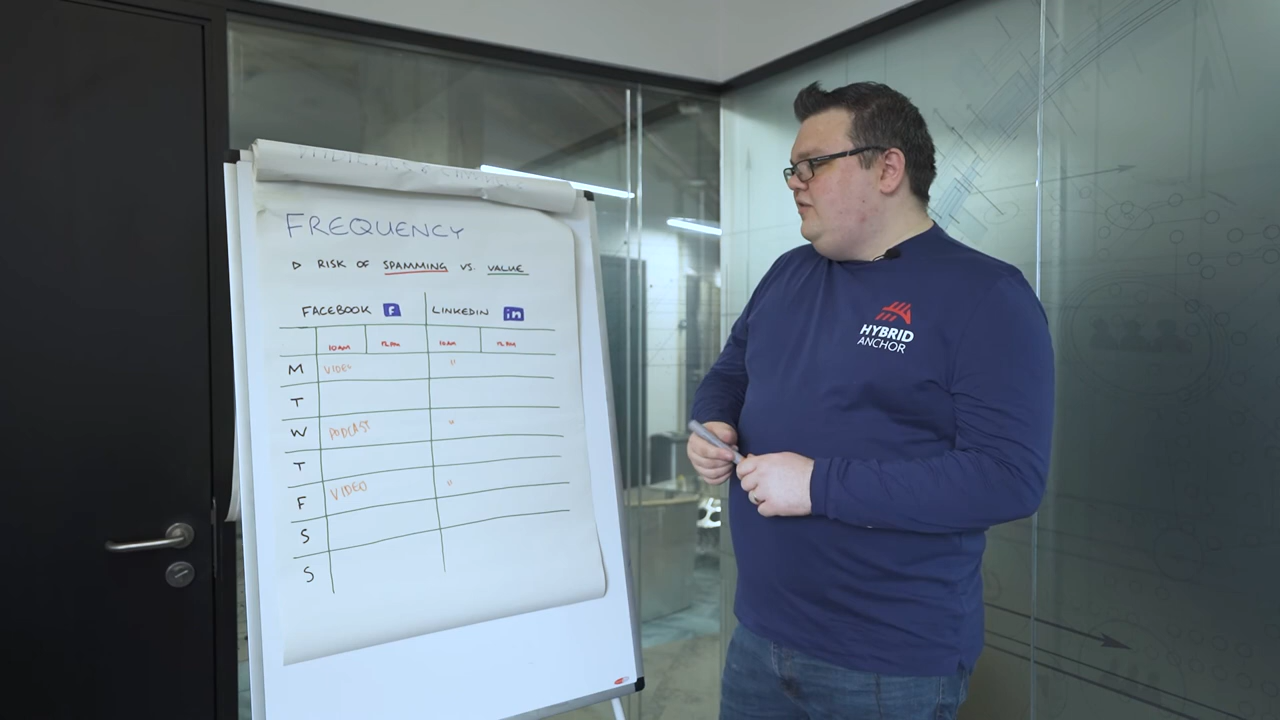 FREQUENCY
▷ RISK OF SPAMMING VS. VALUE
FACEBOOK f LINKEDIN in
10AM 12PM 10AM 12PM
M VIDEO "
T
W PODCAST "
T
F VIDEO "
S
S
HYBRID
ANCHOR